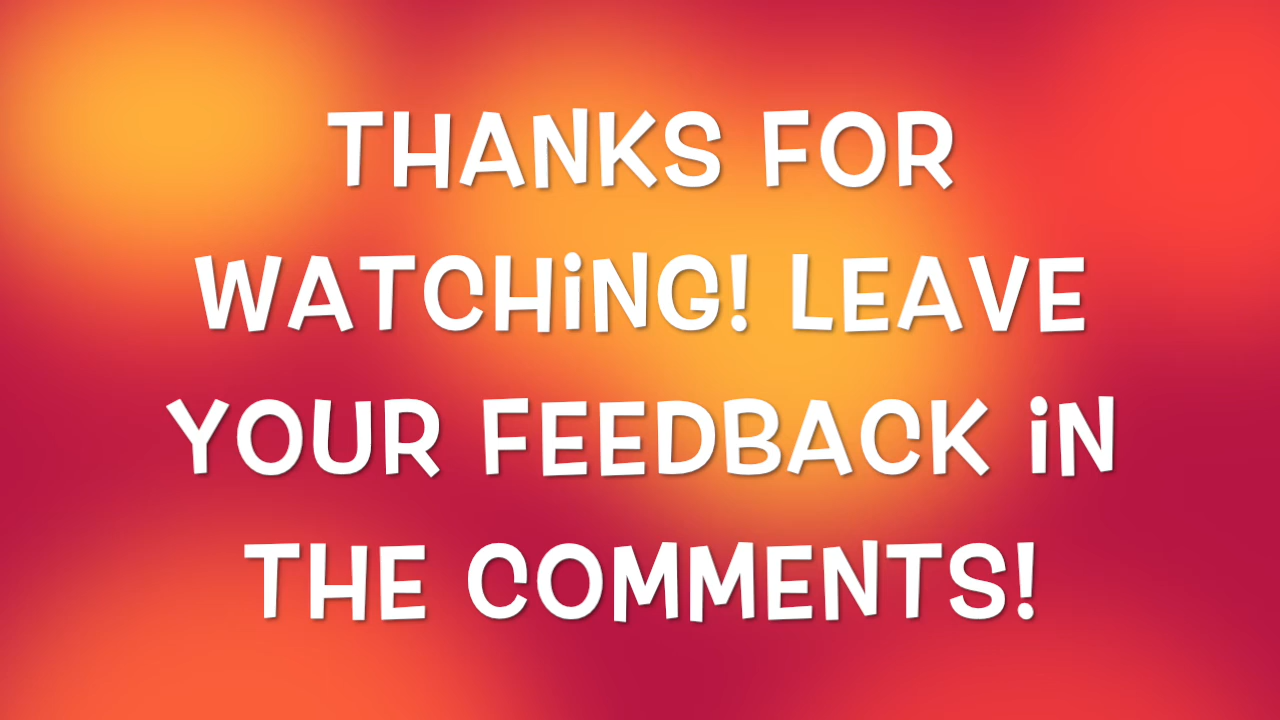 THANKS FOR
WATCHiNG! LEAVE
YOUR FEEDBACK iN
THE COMMENTS!